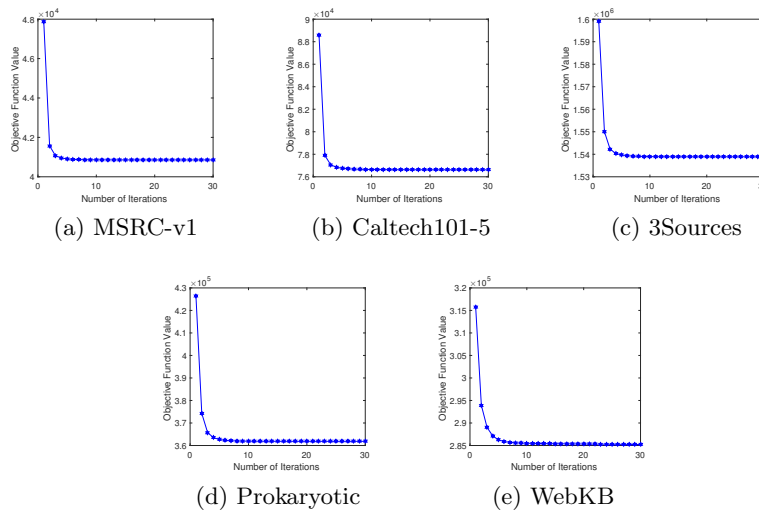 ×10⁴
4.8
4.6
4.4
4.2
4
Objective Function Value
0 10 20 30
Number of Iterations
(a) MSRC-v1
×10⁴
9
8.8
8.6
8.4
8.2
8
7.8
7.6
Objective Function Value
0 10 20 30
Number of Iterations
(b) Caltech101-5
×10⁶
1.6
1.59
1.58
1.57
1.56
1.55
1.54
1.53
Objective Function Value
0 10 20 30
Number of Iterations
(c) 3Sources
×10⁵
4.3
4.2
4.1
4
3.9
3.8
3.7
3.6
Objective Function Value
0 10 20 30
Number of Iterations
(d) Prokaryotic
×10⁵
3.2
3.15
3.1
3.05
3
2.95
2.9
2.85
Objective Function Value
0 10 20 30
Number of Iterations
(e) WebKB